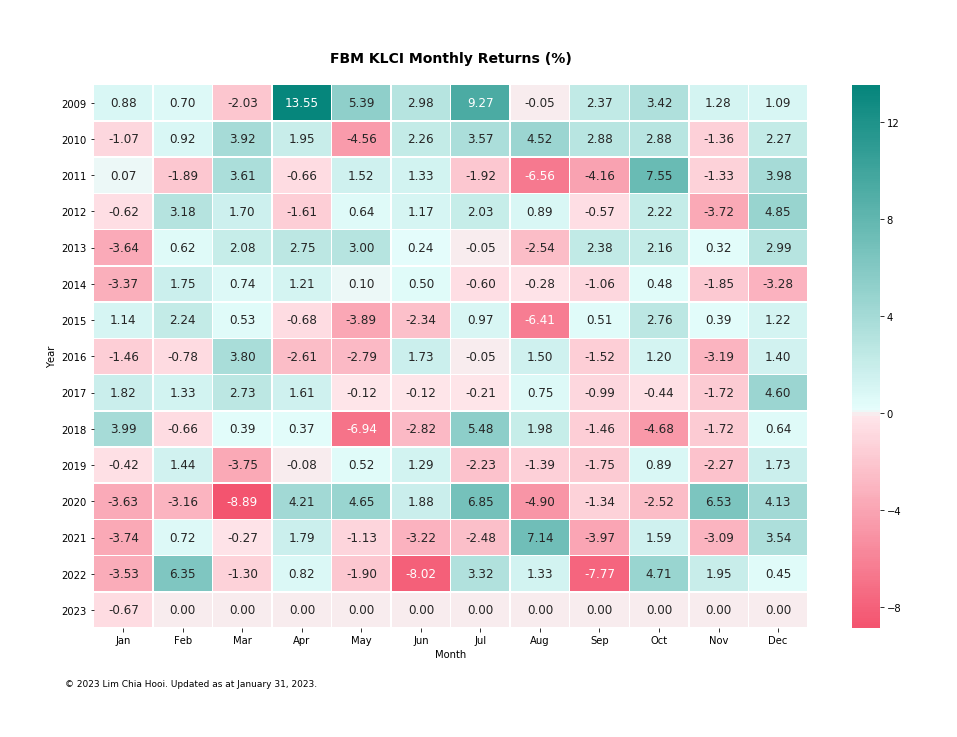 FBM KLCI Monthly Returns (%)
2009 0.88 0.70 -2.03 13.55 5.39 2.98 9.27 -0.05 2.37 3.42 1.28 1.09
2010 -1.07 0.92 3.92 1.95 -4.56 2.26 3.57 4.52 2.88 2.88 -1.36 2.27
2011 0.07 -1.89 3.61 -0.66 1.52 1.33 -1.92 -6.56 -4.16 7.55 -1.33 3.98
2012 -0.62 3.18 1.70 -1.61 0.64 1.17 2.03 0.89 -0.57 2.22 -3.72 4.85
2013 -3.64 0.62 2.08 2.75 3.00 0.24 -0.05 -2.54 2.38 2.16 0.32 2.99
2014 -3.37 1.75 0.74 1.21 0.10 0.50 -0.60 -0.28 -1.06 0.48 -1.85 -3.28
2015 1.14 2.24 0.53 -0.68 -3.89 -2.34 0.97 -6.41 0.51 2.76 0.39 1.22
2016 -1.46 -0.78 3.80 -2.61 -2.79 1.73 -0.05 1.50 -1.52 1.20 -3.19 1.40
2017 1.82 1.33 2.73 1.61 -0.12 -0.12 -0.21 0.75 -0.99 -0.44 -1.72 4.60
2018 3.99 -0.66 0.39 0.37 -6.94 -2.82 5.48 1.98 -1.46 -4.68 -1.72 0.64
2019 -0.42 1.44 -3.75 -0.08 0.52 1.29 -2.23 -1.39 -1.75 0.89 -2.27 1.73
2020 -3.63 -3.16 -8.89 4.21 4.65 1.88 6.85 -4.90 -1.34 -2.52 6.53 4.13
2021 -3.74 0.72 -0.27 1.79 -1.13 -3.22 -2.48 7.14 -3.97 1.59 -3.09 3.54
2022 -3.53 6.35 -1.30 0.82 -1.90 -8.02 3.32 1.33 -7.77 4.71 1.95 0.45
2023 -0.67 0.00 0.00 0.00 0.00 0.00 0.00 0.00 0.00 0.00 0.00 0.00
Jan Feb Mar Apr May Jun Jul Aug Sep Oct Nov Dec
Month
Year
12
8
4
0
−4
−8
© 2023 Lim Chia Hooi. Updated as at January 31, 2023.